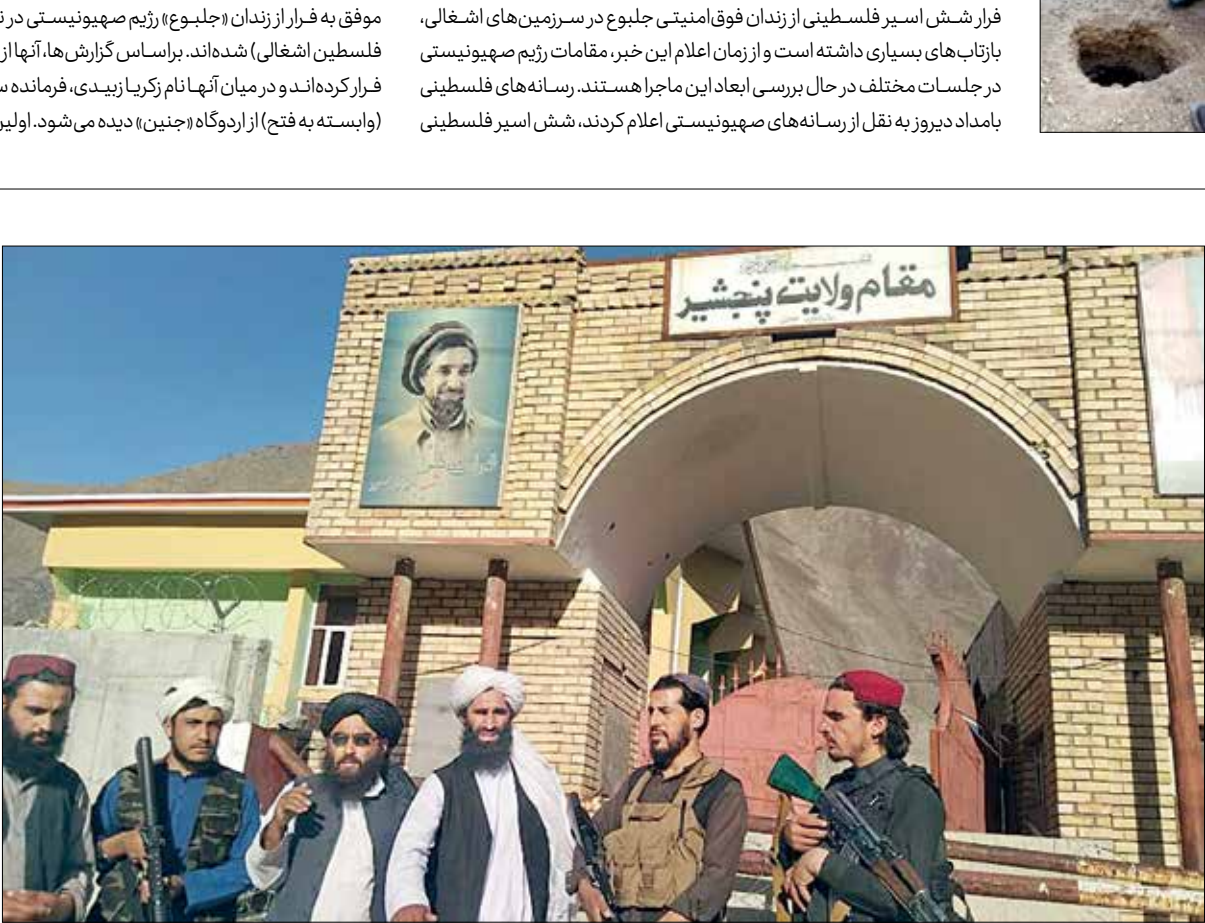 فرار شش اسیر فلسطینی از زندان فوق‌امنیتی جلبوع در سرزمین‌های اشغالی،
بازتاب‌های بسیاری داشته است و از زمان اعلام این خبر، مقامات رژیم صهیونیستی
در جلسات مختلف در حال بررسی ابعاد این ماجرا هستند. رسانه‌های فلسطینی
بامداد دیروز به نقل از رسانه‌های صهیونیستی اعلام کردند، شش اسیر فلسطینی
موفق به فرار از زندان «جلبوع» رژیم صهیونیستی در
فلسطین اشغالی) شده‌اند. براساس گزارش‌ها، آنها از
فرار کرده‌اند و در میان آنها نام زکریا زبیدی، فرمانده
(وابسته به فتح) از اردوگاه «جنین» دیده می‌شود.
مقام ولایت پنجشیر